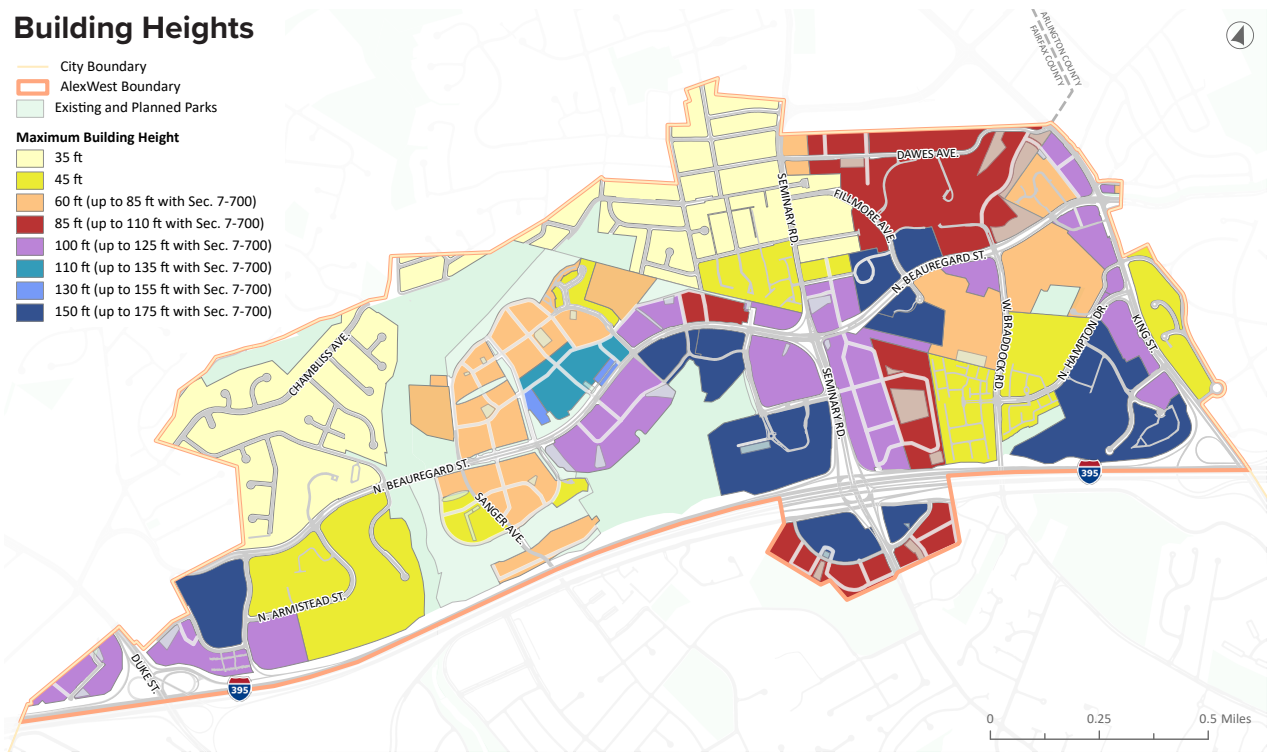 Building Heights
City Boundary
AlexWest Boundary
Existing and Planned Parks
Maximum Building Height
35 ft
45 ft
60 ft (up to 85 ft with Sec. 7-700)
85 ft (up to 110 ft with Sec. 7-700)
100 ft (up to 125 ft with Sec. 7-700)
110 ft (up to 135 ft with Sec. 7-700)
130 ft (up to 155 ft with Sec. 7-700)
150 ft (up to 175 ft with Sec. 7-700)
ARLINGTON COUNTY
FAIRFAX COUNTY
DAWES AVE.
SEMINARY RD.
FILLMORE AVE.
N. BEAUREGARD ST.
W. BRADDOCK RD.
N. HAMPTON DR.
KING ST.
CHAMBLISS AVE.
SEMINARY RD.
N. BEAUREGARD ST.
SANGER AVE.
395
N. ARMISTEAD ST.
DUKE ST.
395
0 0.25 0.5 Miles